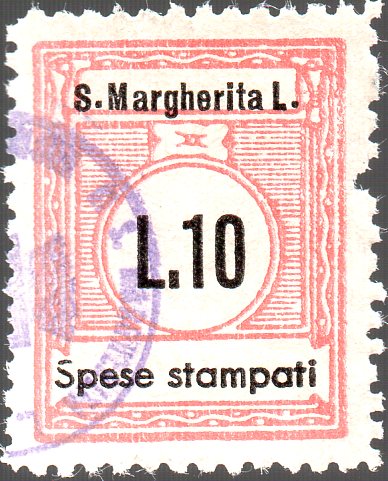 S. Margherita L.
L.10
Spese stampati